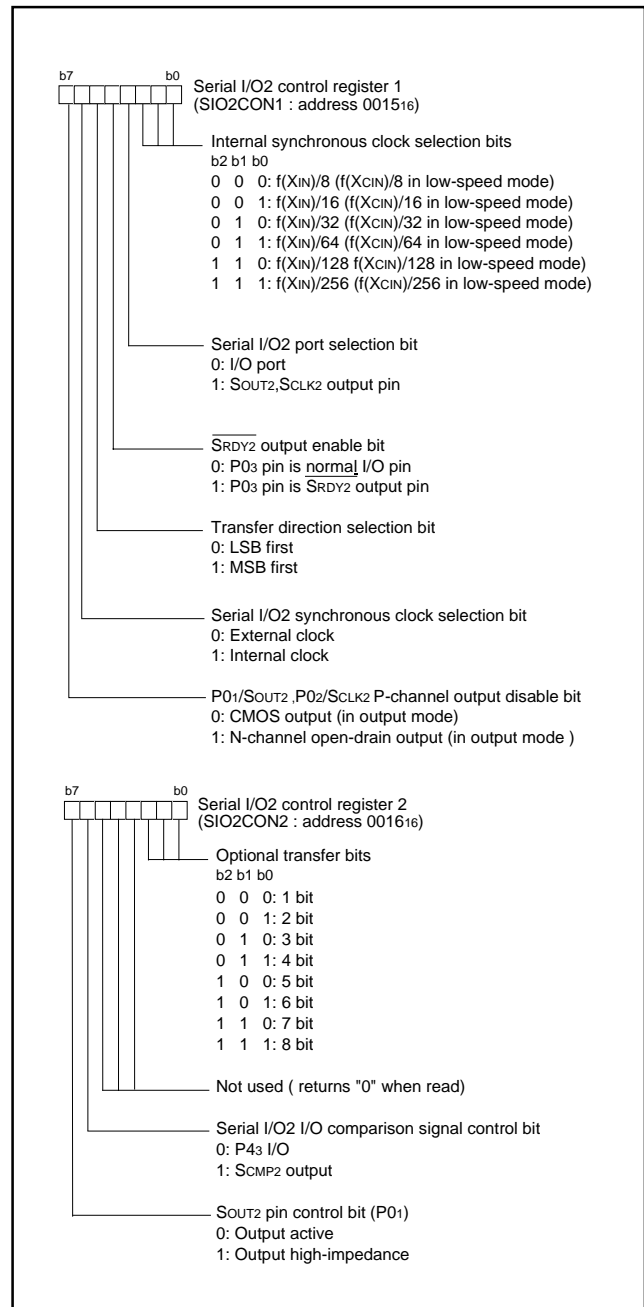 b7 b0
Serial I/O2 control register 1
(SIO2CON1 : address 001516)
Internal synchronous clock selection bits
b2 b1 b0
0 0 0: f(XIN)/8 (f(XCIN)/8 in low-speed mode)
0 0 1: f(XIN)/16 (f(XCIN)/16 in low-speed mode)
0 1 0: f(XIN)/32 (f(XCIN)/32 in low-speed mode)
0 1 1: f(XIN)/64 (f(XCIN)/64 in low-speed mode)
1 1 0: f(XIN)/128 f(XCIN)/128 in low-speed mode)
1 1 1: f(XIN)/256 (f(XCIN)/256 in low-speed mode)
Serial I/O2 port selection bit
0: I/O port
1: SOUT2,SCLK2 output pin
SRDY2 output enable bit
0: P03 pin is normal I/O pin
1: P03 pin is SRDY2 output pin
Transfer direction selection bit
0: LSB first
1: MSB first
Serial I/O2 synchronous clock selection bit
0: External clock
1: Internal clock
P01/SOUT2 ,P02/SCLK2 P-channel output disable bit
0: CMOS output (in output mode)
1: N-channel open-drain output (in output mode )
b7 b0
Serial I/O2 control register 2
(SIO2CON2 : address 001616)
Optional transfer bits
b2 b1 b0
0 0 0: 1 bit
0 0 1: 2 bit
0 1 0: 3 bit
0 1 1: 4 bit
1 0 0: 5 bit
1 0 1: 6 bit
1 1 0: 7 bit
1 1 1: 8 bit
Not used ( returns "0" when read)
Serial I/O2 I/O comparison signal control bit
0: P43 I/O
1: SCMP2 output
SOUT2 pin control bit (P01)
0: Output active
1: Output high-impedance